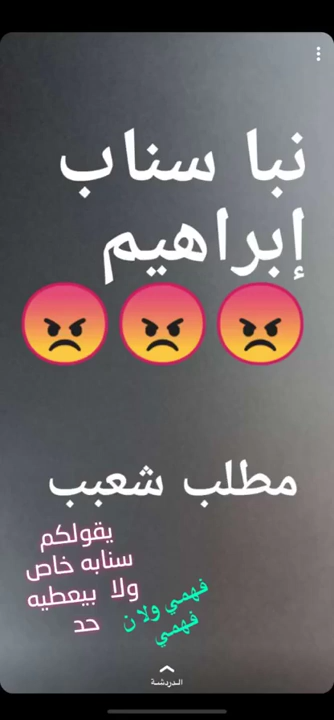 نبا سناب
إبراهيم
😡😡😡
مطلب شعبب
يقولكم
سنابه خاص
ولا بيعطيه
حد
فهمي ولان
فهمي
الدردشة